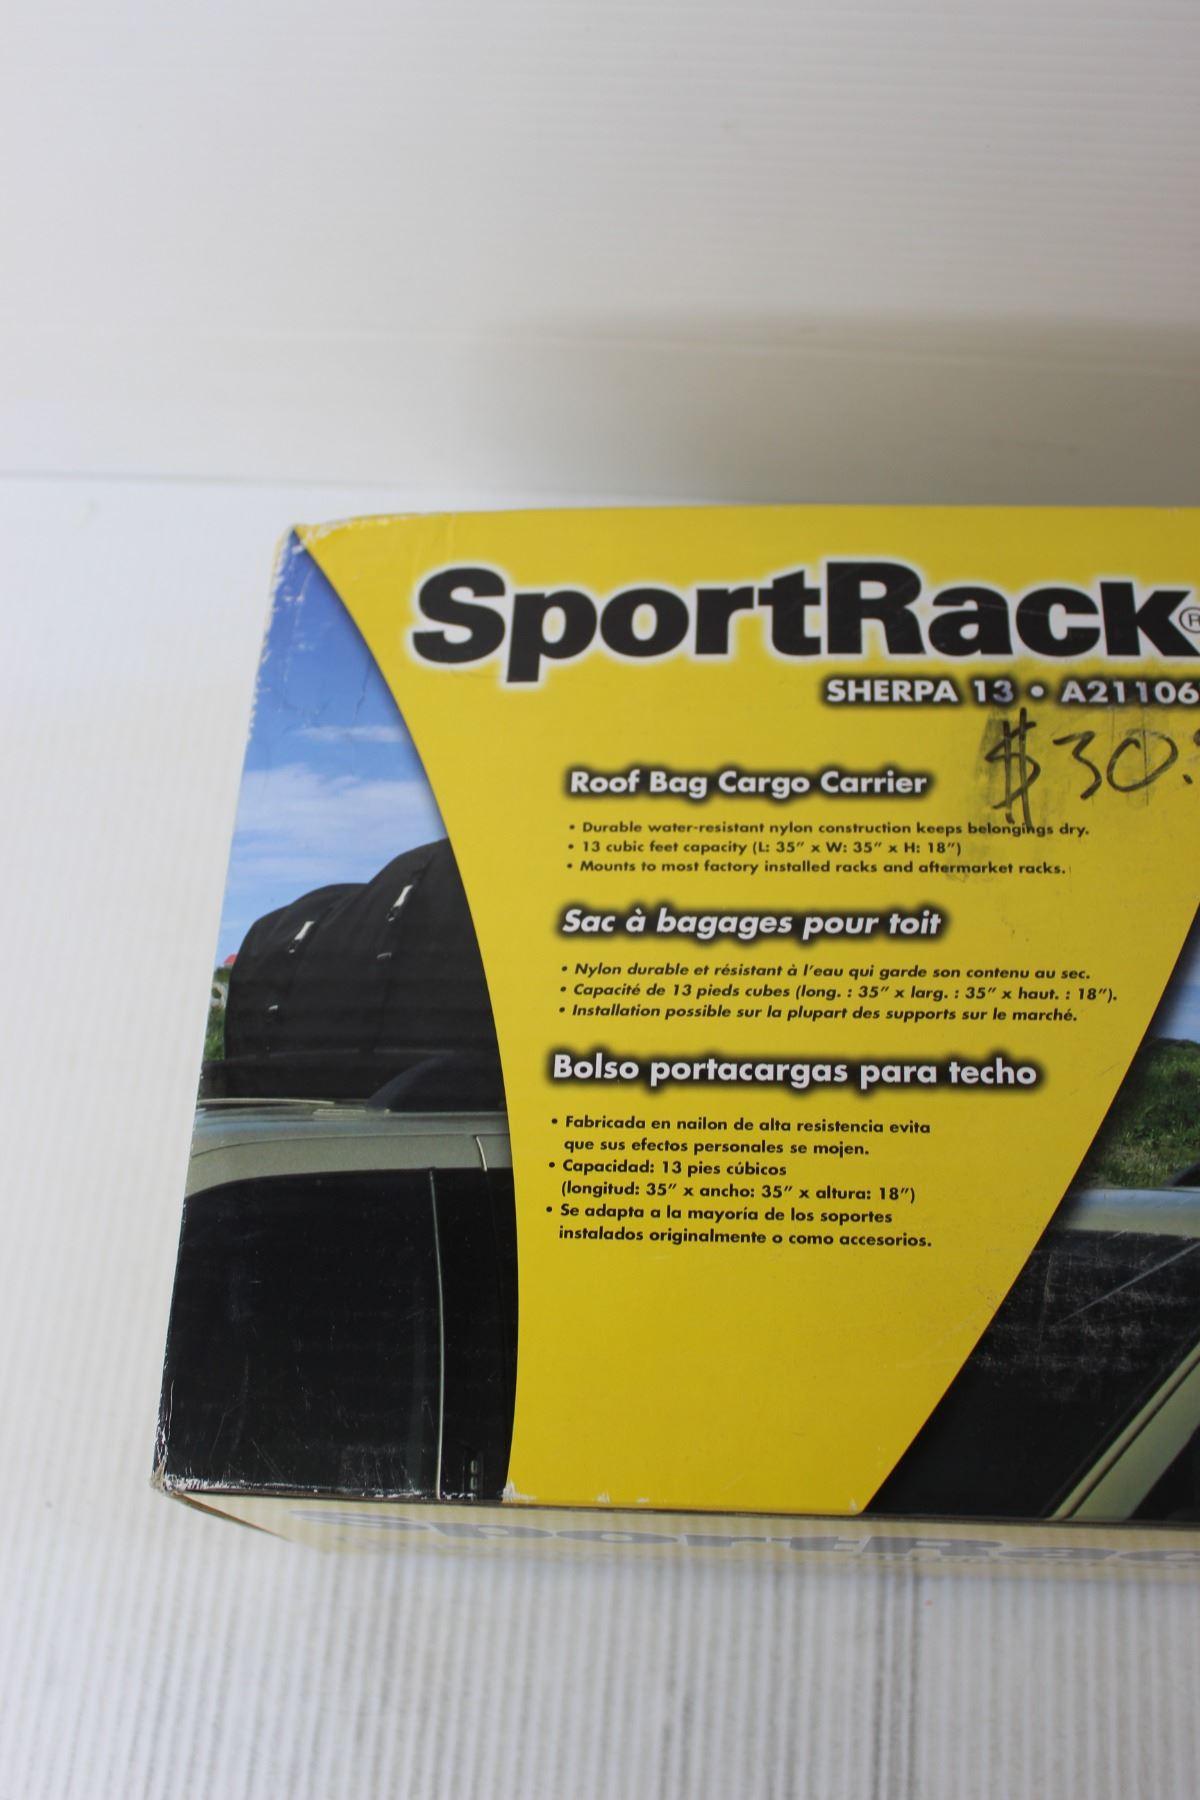 SportRack®
SHERPA 13 • A21106
$30.
Roof Bag Cargo Carrier
• Durable water-resistant nylon construction keeps belongings dry.
• 13 cubic feet capacity (L: 35″ x W: 35″ x H: 18″)
• Mounts to most factory installed racks and aftermarket racks.
Sac à bagages pour toit
• Nylon durable et résistant à l’eau qui garde son contenu au sec.
• Capacité de 13 pieds cubes (long. : 35″ x larg. : 35″ x haut. : 18″).
• Installation possible sur la plupart des supports sur le marché.
Bolso portacargas para techo
• Fabricada en nailon de alta resistencia evita
que sus efectos personales se mojen.
• Capacidad: 13 pies cúbicos
(longitud: 35″ x ancho: 35″ x altura: 18″)
• Se adapta a la mayoría de los soportes
instalados originalmente o como accesorios.
SportRac